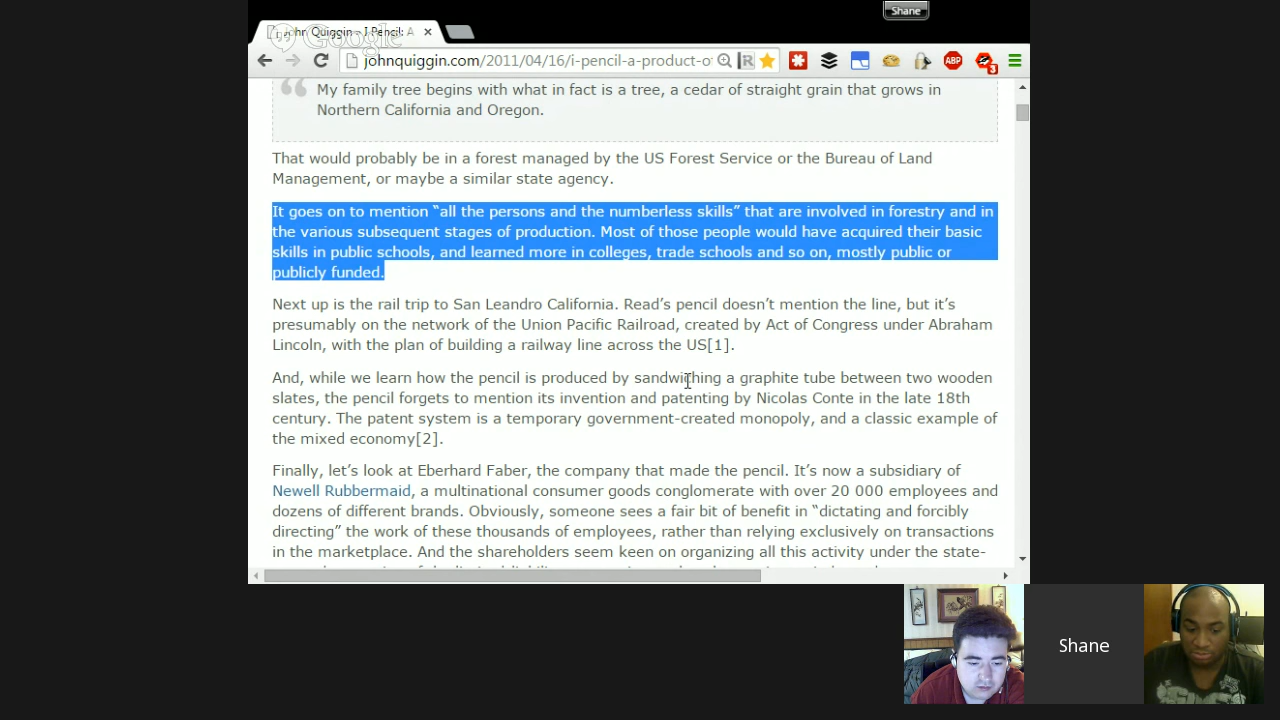 Shane
John Quiggin - I Pencil: A
Google
johnquiggin.com/2011/04/16/i-pencil-a-product-o
ABP
3
My family tree begins with what in fact is a tree, a cedar of straight grain that grows in
Northern California and Oregon.
That would probably be in a forest managed by the US Forest Service or the Bureau of Land
Management, or maybe a similar state agency.
It goes on to mention “all the persons and the numberless skills” that are involved in forestry and in
the various subsequent stages of production. Most of those people would have acquired their basic
skills in public schools, and learned more in colleges, trade schools and so on, mostly public or
publicly funded.
Next up is the rail trip to San Leandro California. Read’s pencil doesn’t mention the line, but it’s
presumably on the network of the Union Pacific Railroad, created by Act of Congress under Abraham
Lincoln, with the plan of building a railway line across the US[1].
And, while we learn how the pencil is produced by sandwiching a graphite tube between two wooden
slates, the pencil forgets to mention its invention and patenting by Nicolas Conte in the late 18th
century. The patent system is a temporary government-created monopoly, and a classic example of
the mixed economy[2].
Finally, let’s look at Eberhard Faber, the company that made the pencil. It’s now a subsidiary of
Newell Rubbermaid, a multinational consumer goods conglomerate with over 20 000 employees and
dozens of different brands. Obviously, someone sees a fair bit of benefit in “dictating and forcibly
directing” the work of these thousands of employees, rather than relying exclusively on transactions
in the marketplace. And the shareholders seem keen on organizing all this activity under the state-
Shane